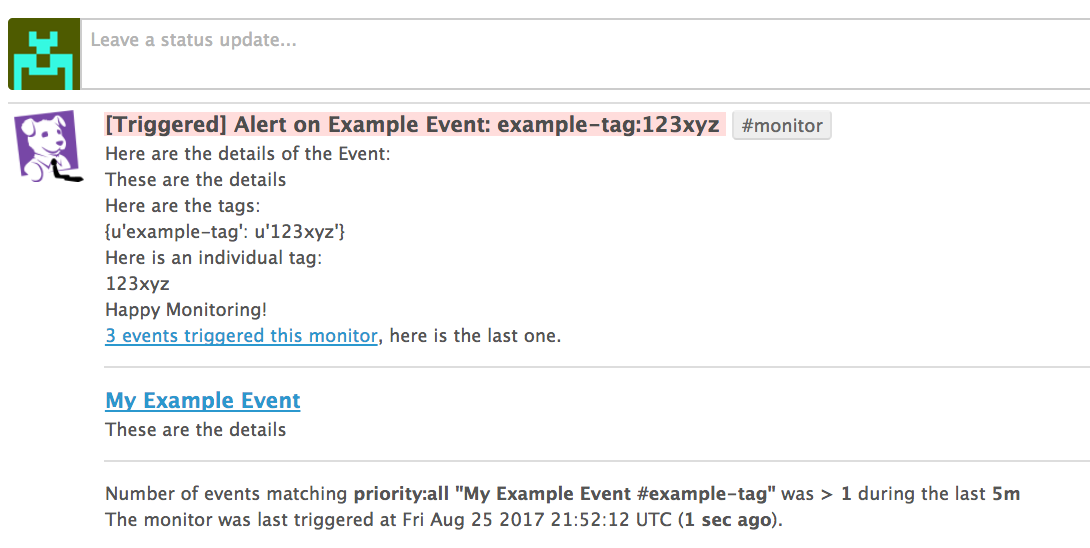 Leave a status update...
[Triggered] Alert on Example Event: example-tag:123xyz #monitor
Here are the details of the Event:
These are the details
Here are the tags:
{u'example-tag': u'123xyz'}
Here is an individual tag:
123xyz
Happy Monitoring!
3 events triggered this monitor, here is the last one.
My Example Event
These are the details
Number of events matching priority:all "My Example Event #example-tag" was > 1 during the last 5m
The monitor was last triggered at Fri Aug 25 2017 21:52:12 UTC (1 sec ago).